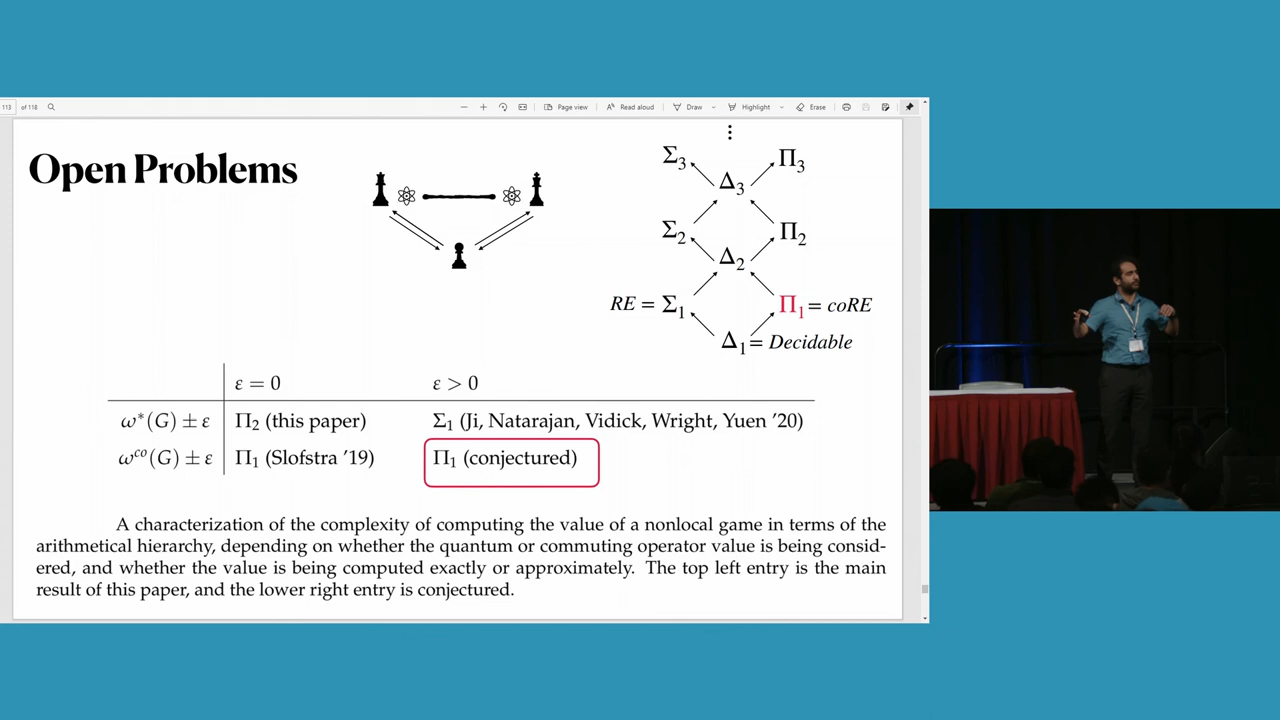 113 of 118 Page view Read aloud Draw Highlight Erase
Open Problems
⋮
Σ3 Π3
Δ3
Σ2 Π2
Δ2
RE = Σ1 Π1 = coRE
Δ1 = Decidable
ε = 0 ε > 0
ω*(G) ± ε Π2 (this paper) Σ1 (Ji, Natarajan, Vidick, Wright, Yuen '20)
ωco(G) ± ε Π1 (Slofstra '19) Π1 (conjectured)
A characterization of the complexity of computing the value of a nonlocal game in terms of the
arithmetical hierarchy, depending on whether the quantum or commuting operator value is being consid-
ered, and whether the value is being computed exactly or approximately. The top left entry is the main
result of this paper, and the lower right entry is conjectured.